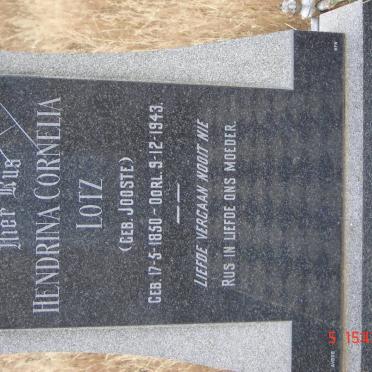 Hier Rus
HENDRINA CORNELIA
LOTZ
(GEB. JOOSTE)
GEB. 17-5-1850 - OORL. 9-12-1943.
LIEFDE VERGAAN NOOIT NIE
RUS IN LIEFDE ONS MOEDER.